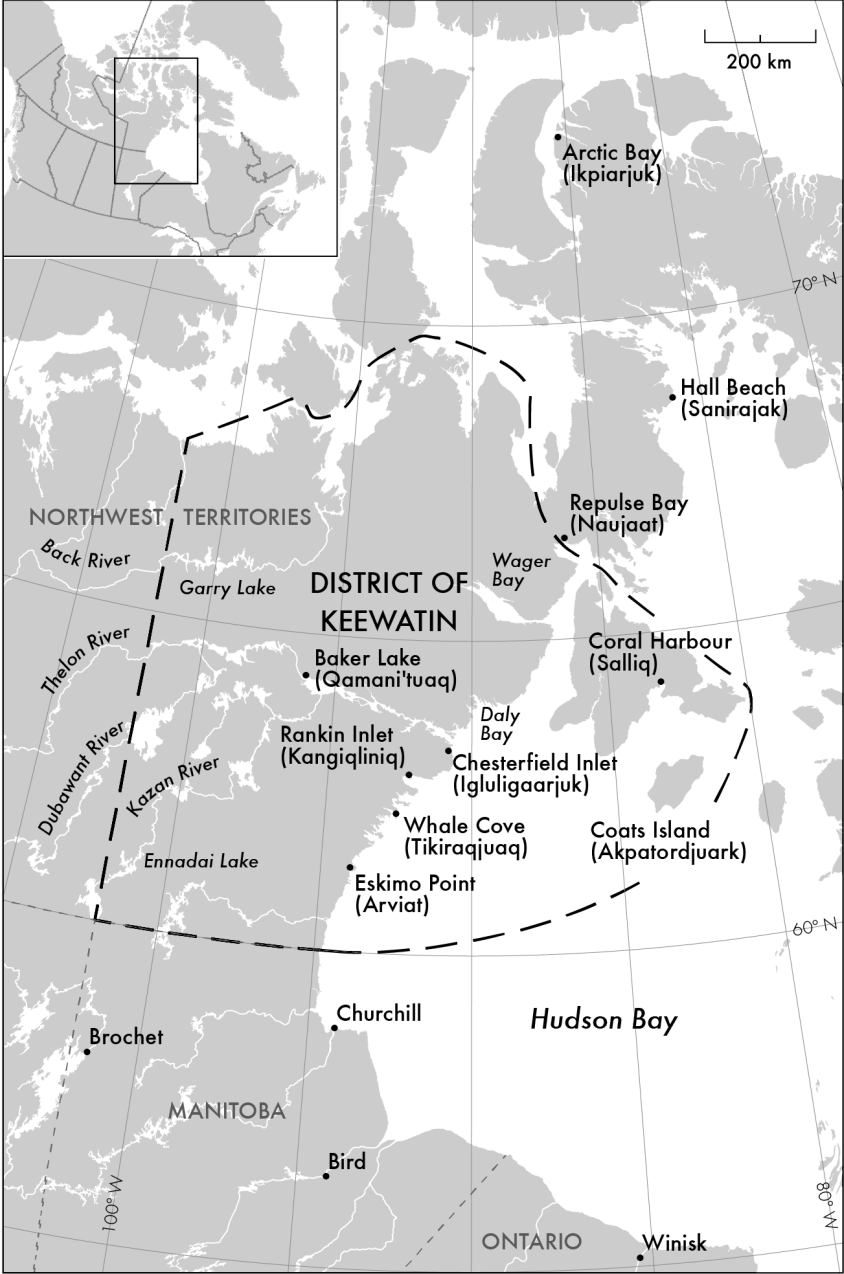 200 km
Arctic Bay
(Ikpiarjuk)
70° N
Hall Beach
(Sanirajak)
Repulse Bay
(Naujaat)
NORTHWEST TERRITORIES
Back River
Wager
Bay
Garry Lake
DISTRICT OF
KEEWATIN
Thelon River
Coral Harbour
(Salliq)
Baker Lake
(Qamani'tuaq)
Daly
Bay
Rankin Inlet
(Kangiqliniq)
Chesterfield Inlet
(Igluligaarjuk)
Dubawant River
Kazan River
Whale Cove
(Tikiraqjuaq)
Coats Island
(Akpatordjuark)
Ennadai Lake
Eskimo Point
(Arviat)
60° N
Churchill
Hudson Bay
Brochet
MANITOBA
Bird
100° W
80° W
ONTARIO
Winisk